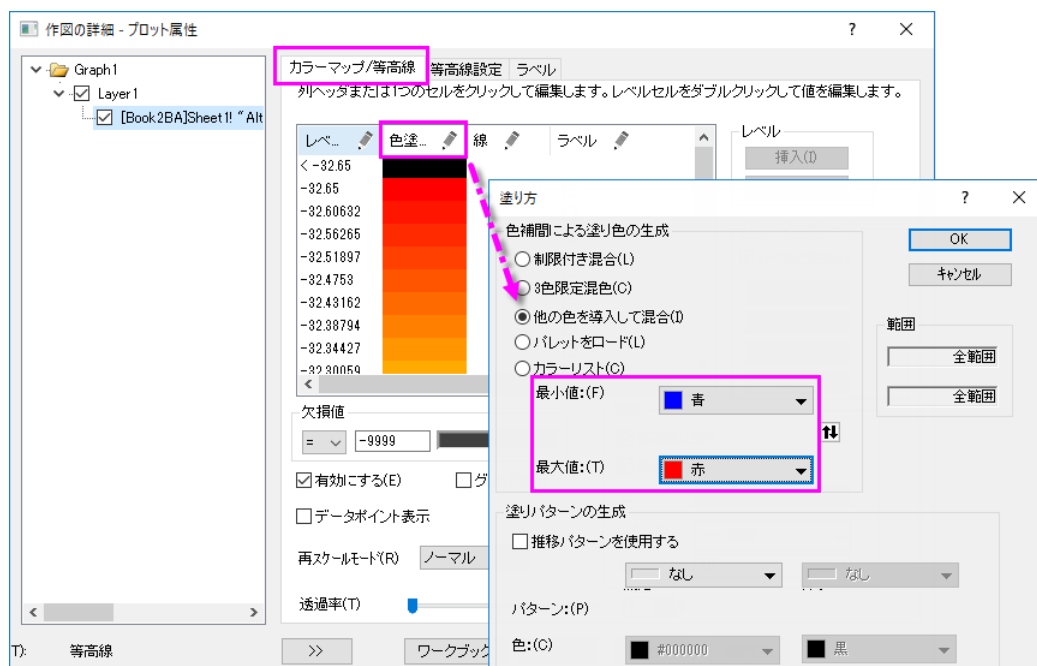 作図の詳細 - プロット属性
? ×
Graph1
Layer1
[Book2BA]Sheet1! "Alt
カラーマップ/等高線 等高線設定 ラベル
列ヘッダまたは1つのセルをクリックして編集します。レベルセルをダブルクリックして値を編集します。
レベ... 色塗... 線 ラベル
< -32.65
-32.65
-32.60632
-32.56265
-32.51897
-32.4753
-32.43162
-32.38794
-32.34427
-32.30059
レベル
挿入(I)
欠損値
= -9999
有効にする(E) グ
データポイント表示
再スケールモード(R) ノーマル
透過率(T)
T): 等高線
>> ワークブック
塗り方
? ×
色補間による塗り色の生成
制限付き混合(L)
3色限定混色(C)
他の色を導入して混合(I)
パレットをロード(L)
カラーリスト(C)
最小値:(F) 青
最大値:(T) 赤
OK
キャンセル
範囲
全範囲
全範囲
塗りパターンの生成
推移パターンを使用する
なし なし
パターン:(P)
色:(C) #000000 黒